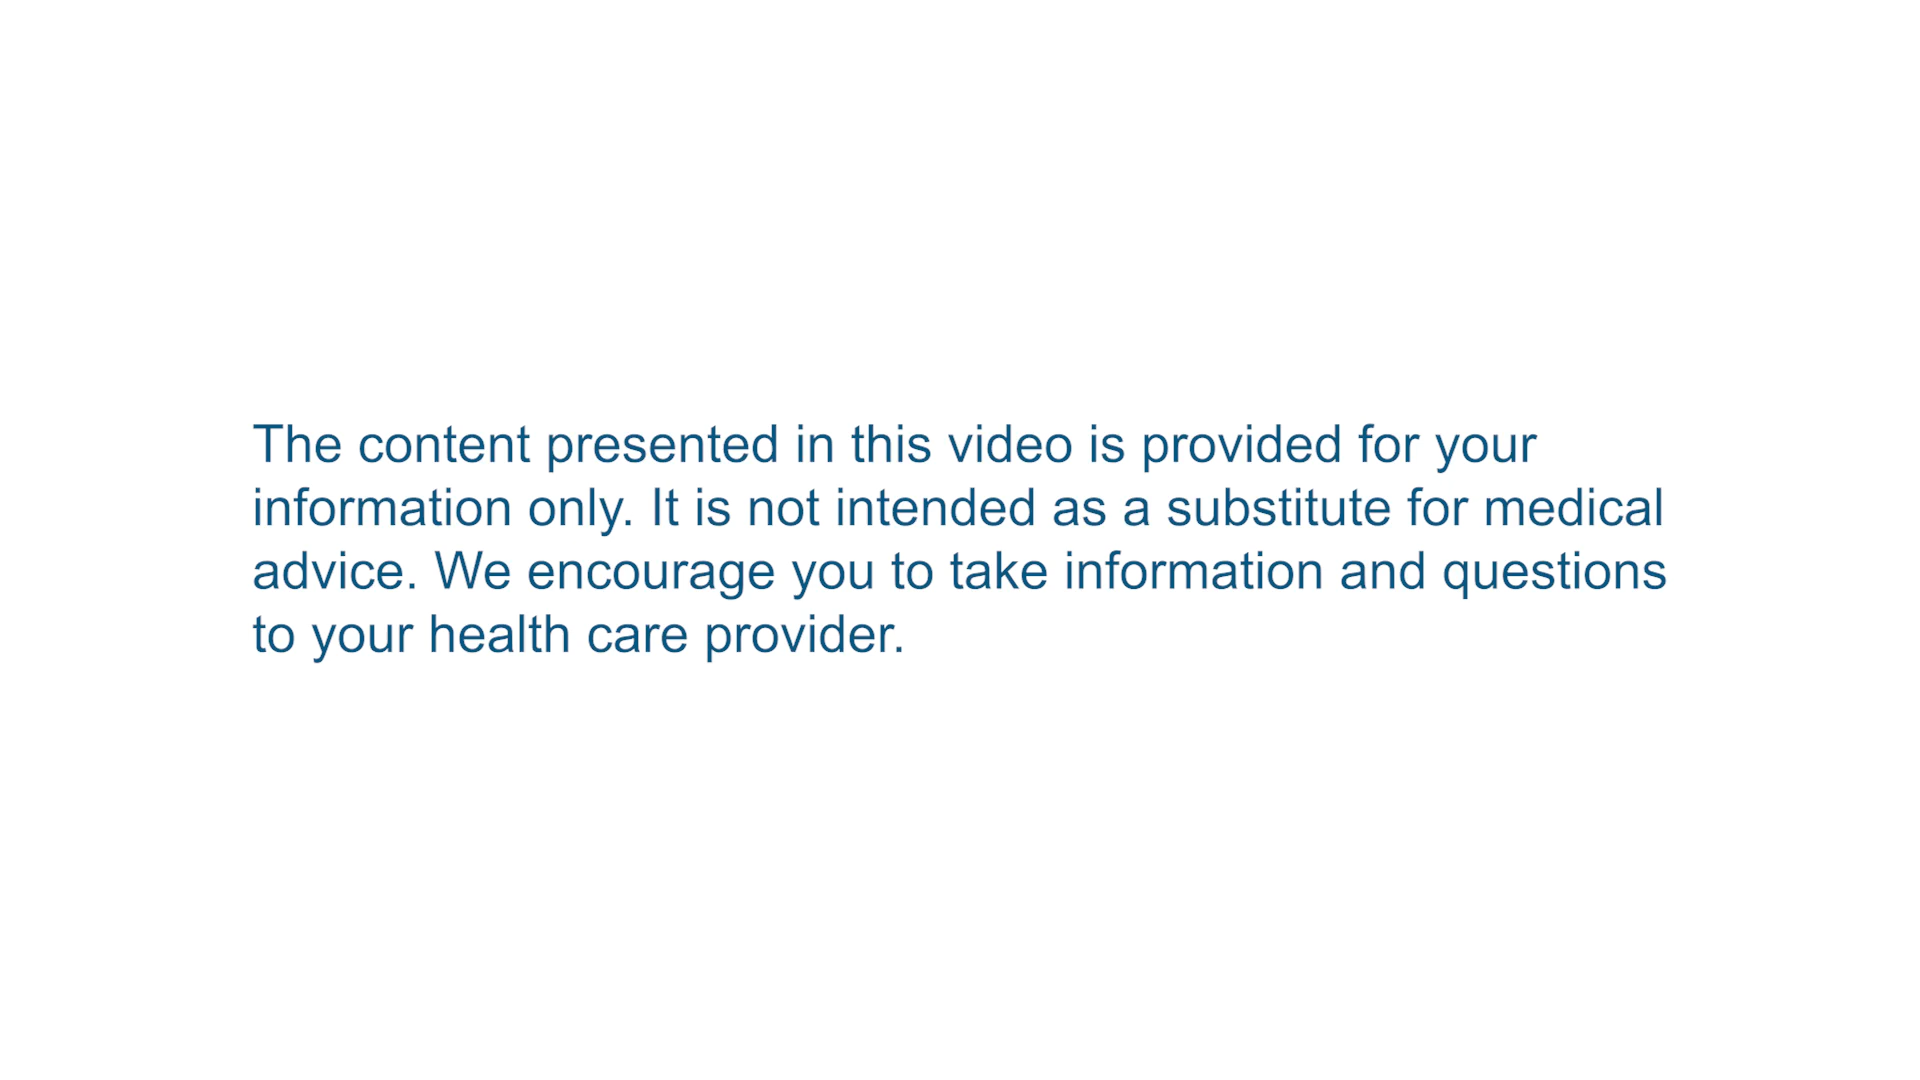 The content presented in this video is provided for your
information only. It is not intended as a substitute for medical
advice. We encourage you to take information and questions
to your health care provider.